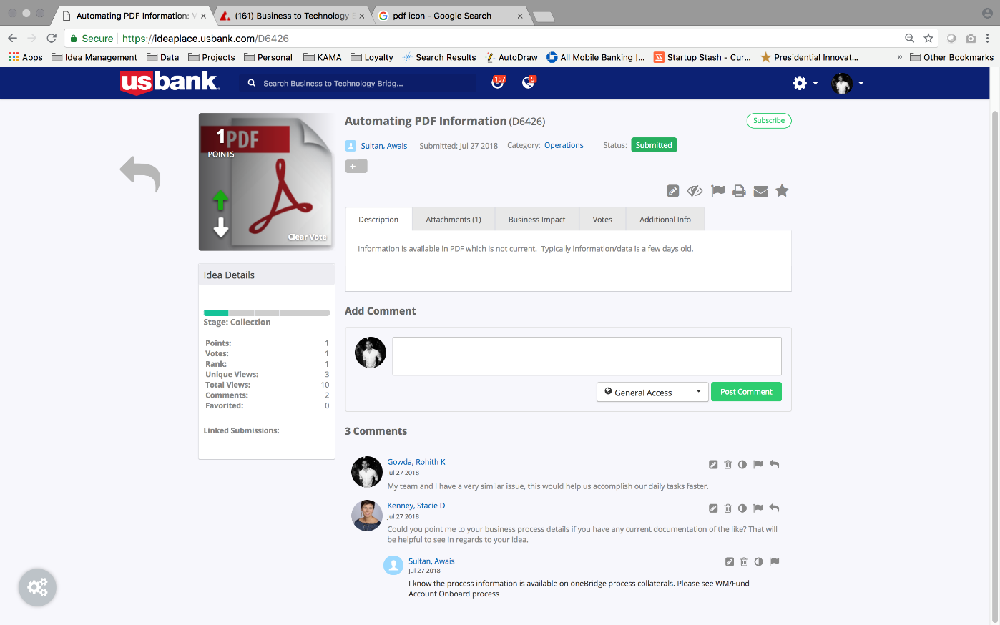 Automating PDF Information: V
(161) Business to Technology B
pdf icon - Google Search
Secure https://ideaplace.usbank.com/D6426
Apps Idea Management Data Projects Personal KAMA Loyalty Search Results AutoDraw All Mobile Banking |... Startup Stash - Cur... Presidential Innovat... » Other Bookmarks
usbank. Search Business to Technology Bridg... 157 5
1 PDF
POINTS
Clear Vote
Automating PDF Information (D6426) Subscribe
Sultan, Awais Submitted: Jul 27 2018 Category: Operations Status: Submitted
+
Description Attachments (1) Business Impact Votes Additional Info
Information is available in PDF which is not current. Typically information/data is a few days old.
Idea Details
Stage: Collection
Points: 1
Votes: 1
Rank: 1
Unique Views: 3
Total Views: 10
Comments: 2
Favorited: 0
Linked Submissions:
Add Comment
General Access Post Comment
3 Comments
Gowda, Rohith K
Jul 27 2018
My team and I have a very similar issue, this would help us accomplish our daily tasks faster.
Kenney, Stacie D
Jul 27 2018
Could you point me to your business process details if you have any current documentation of the like? That will
be helpful to see in regards to your idea.
Sultan, Awais
Jul 27 2018
I know the process information is available on oneBridge process collaterals. Please see WM/Fund
Account Onboard process